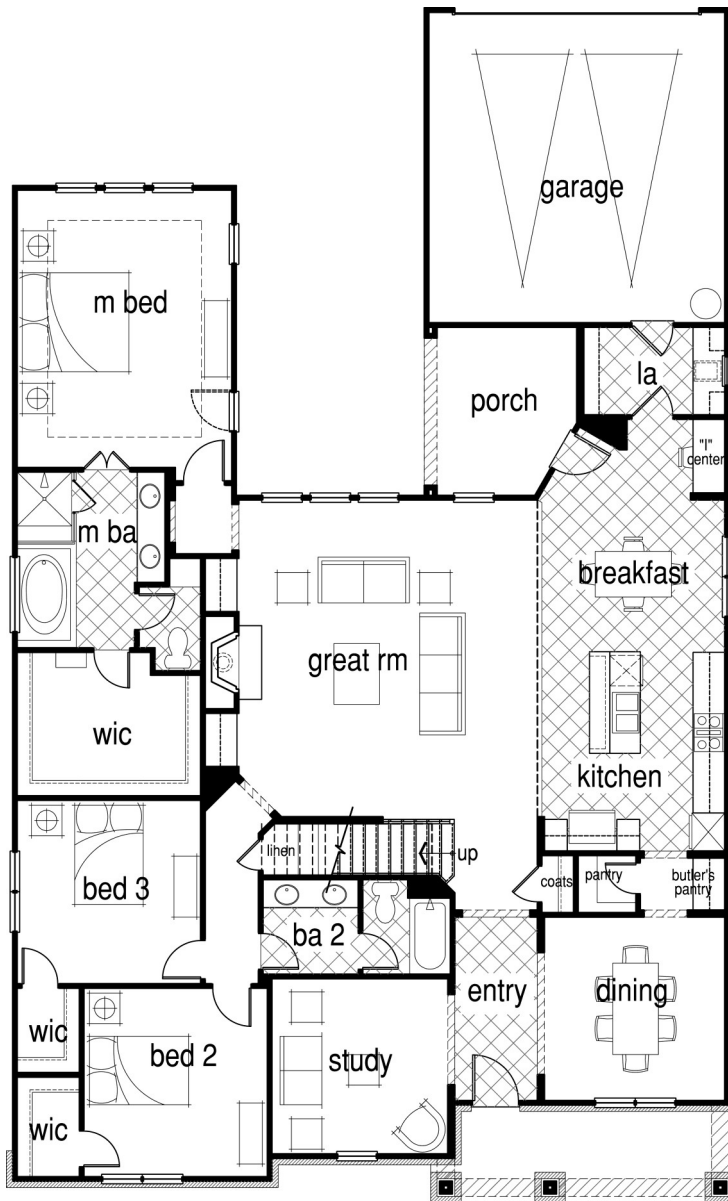 garage
m bed
la
porch
"I"
center
m ba
breakfast
great rm
wic
kitchen
linen
up
bed 3
coats
pantry
butler's
pantry
ba 2
entry
dining
wic
bed 2
study
wic